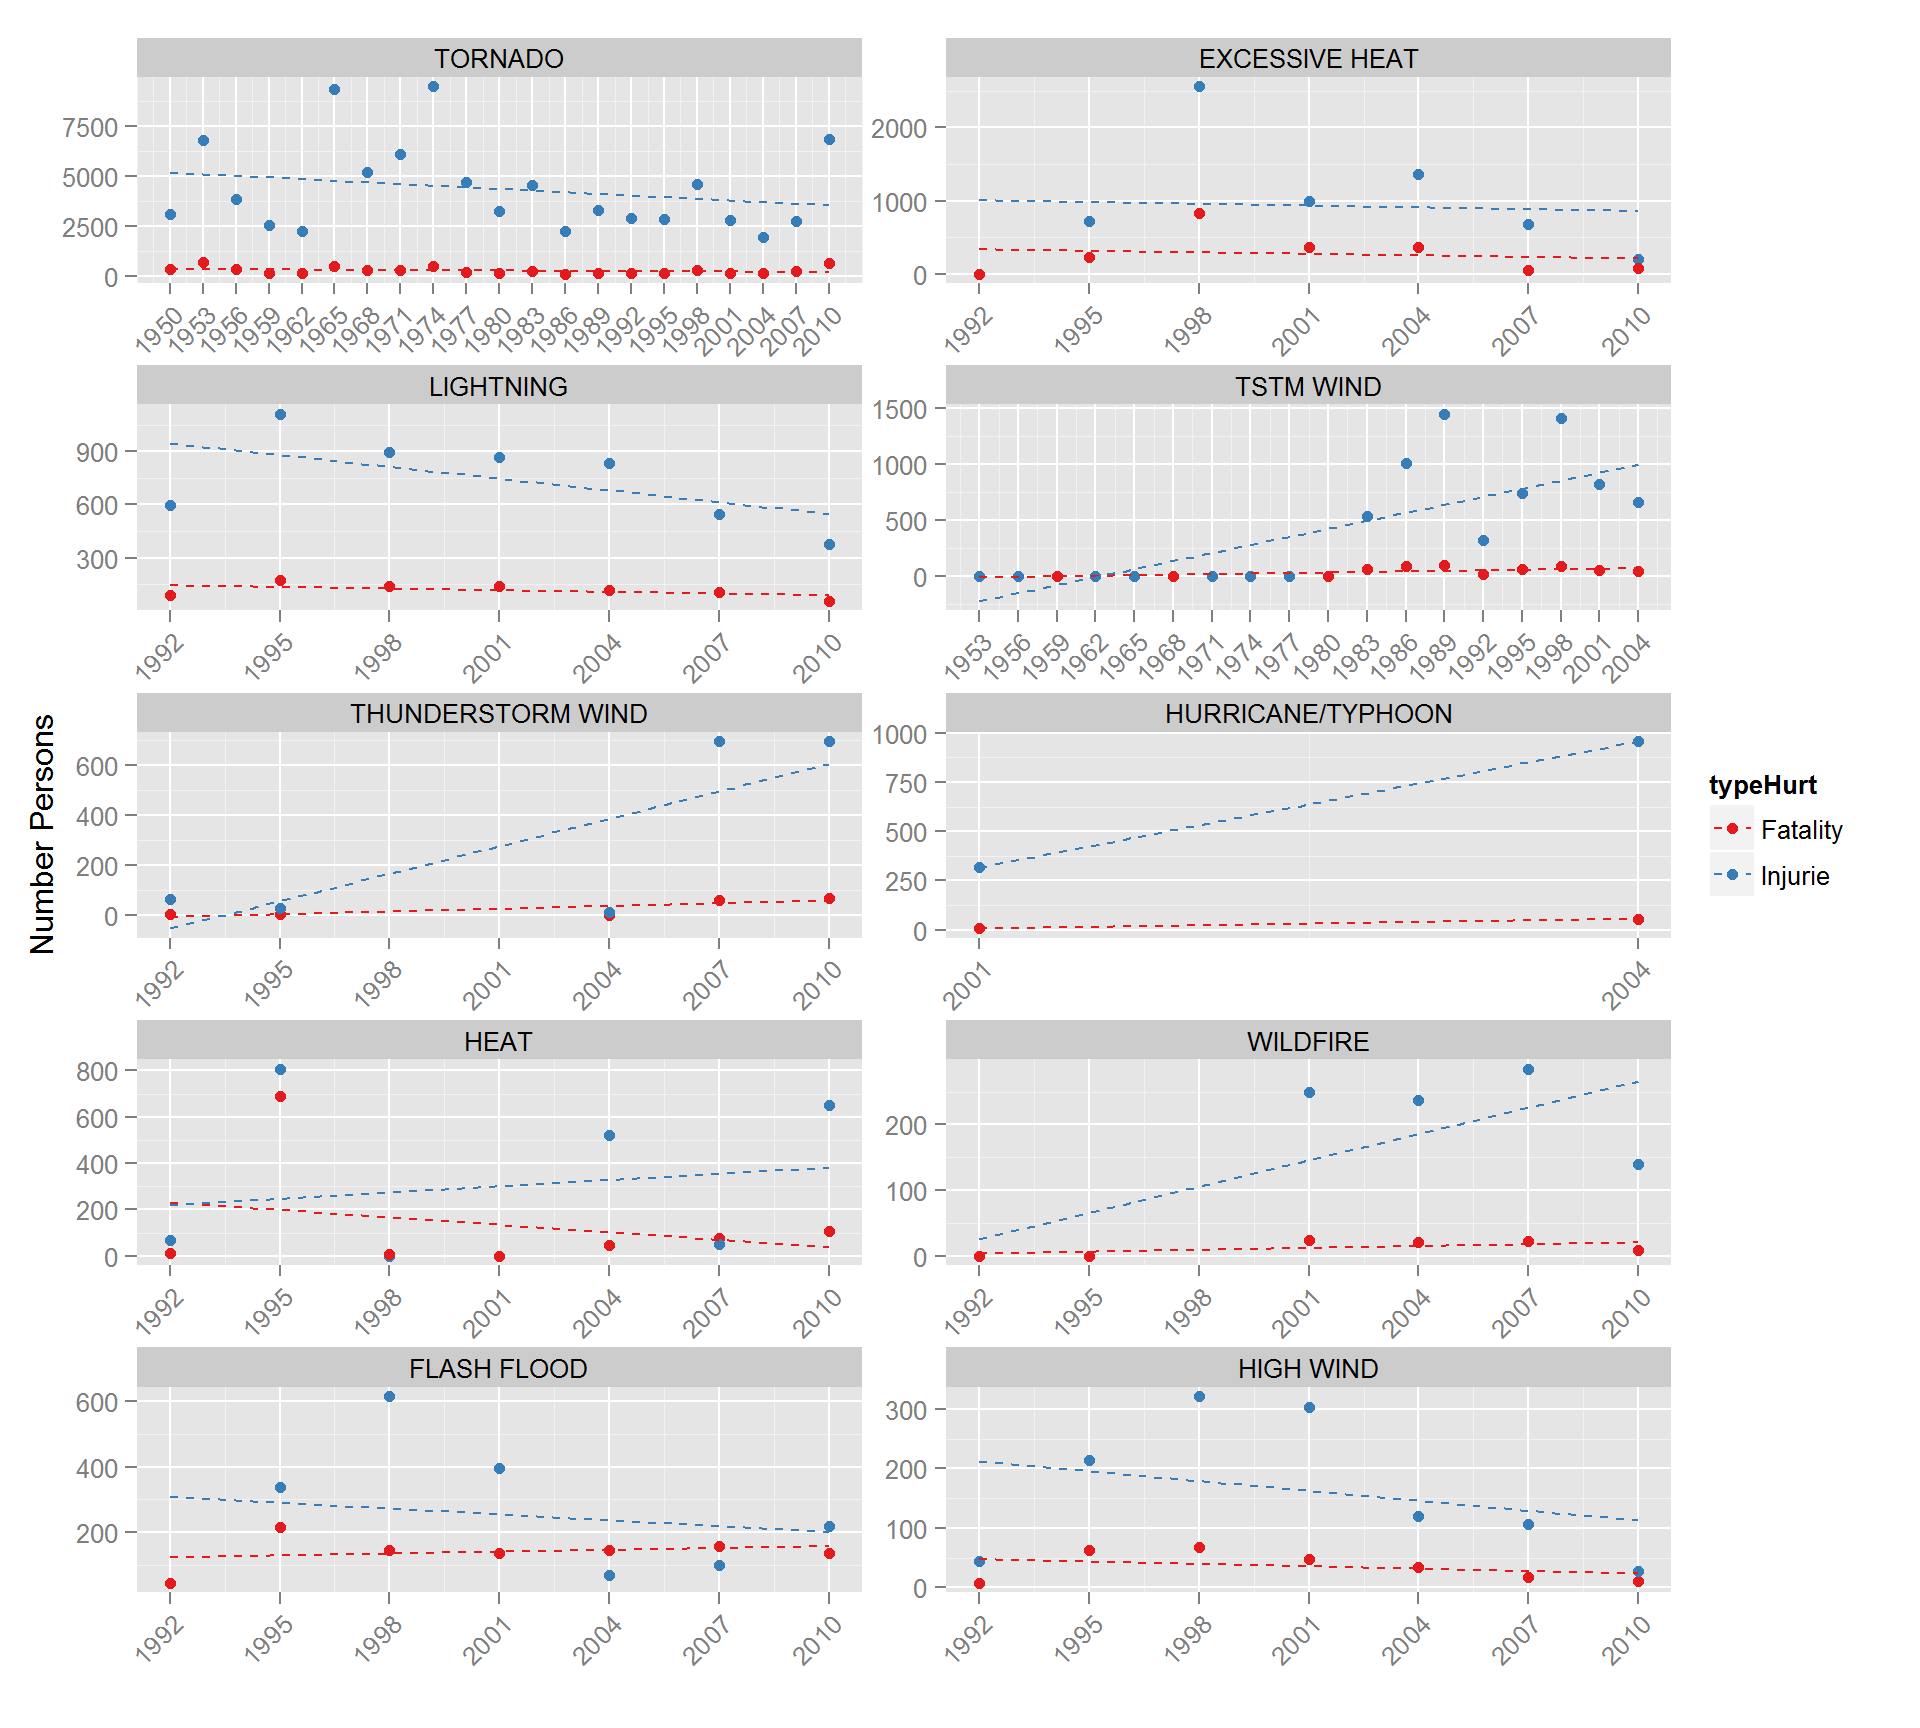 TORNADO
7500
5000
2500
0
1950 1953 1956 1959 1962 1965 1968 1971 1974 1977 1980 1983 1986 1989 1992 1995 1998 2001 2004 2007 2010
EXCESSIVE HEAT
2000
1000
0
1992 1995 1998 2001 2004 2007 2010
LIGHTNING
900
600
300
1992 1995 1998 2001 2004 2007 2010
TSTM WIND
1500
1000
500
0
1953 1956 1959 1962 1965 1968 1971 1974 1977 1980 1983 1986 1989 1992 1995 1998 2001 2004
THUNDERSTORM WIND
600
400
200
0
1992 1995 1998 2001 2004 2007 2010
HURRICANE/TYPHOON
1000
750
500
250
0
2001 2004
HEAT
800
600
400
200
0
1992 1995 1998 2001 2004 2007 2010
WILDFIRE
200
100
0
1992 1995 1998 2001 2004 2007 2010
FLASH FLOOD
600
400
200
1992 1995 1998 2001 2004 2007 2010
HIGH WIND
300
200
100
0
1992 1995 1998 2001 2004 2007 2010
Number Persons
typeHurt
Fatality
Injurie